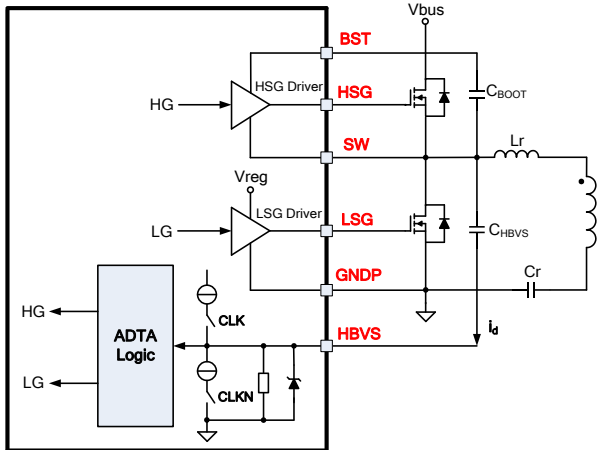 Vbus
BST
HSG Driver
HSG
HG
C_BOOT
SW
Lr
Vreg
LSG Driver
LSG
LG
C_HBVS
GNDP
Cr
HG
ADTA
Logic
CLK
HBVS
i_d
LG
CLKN